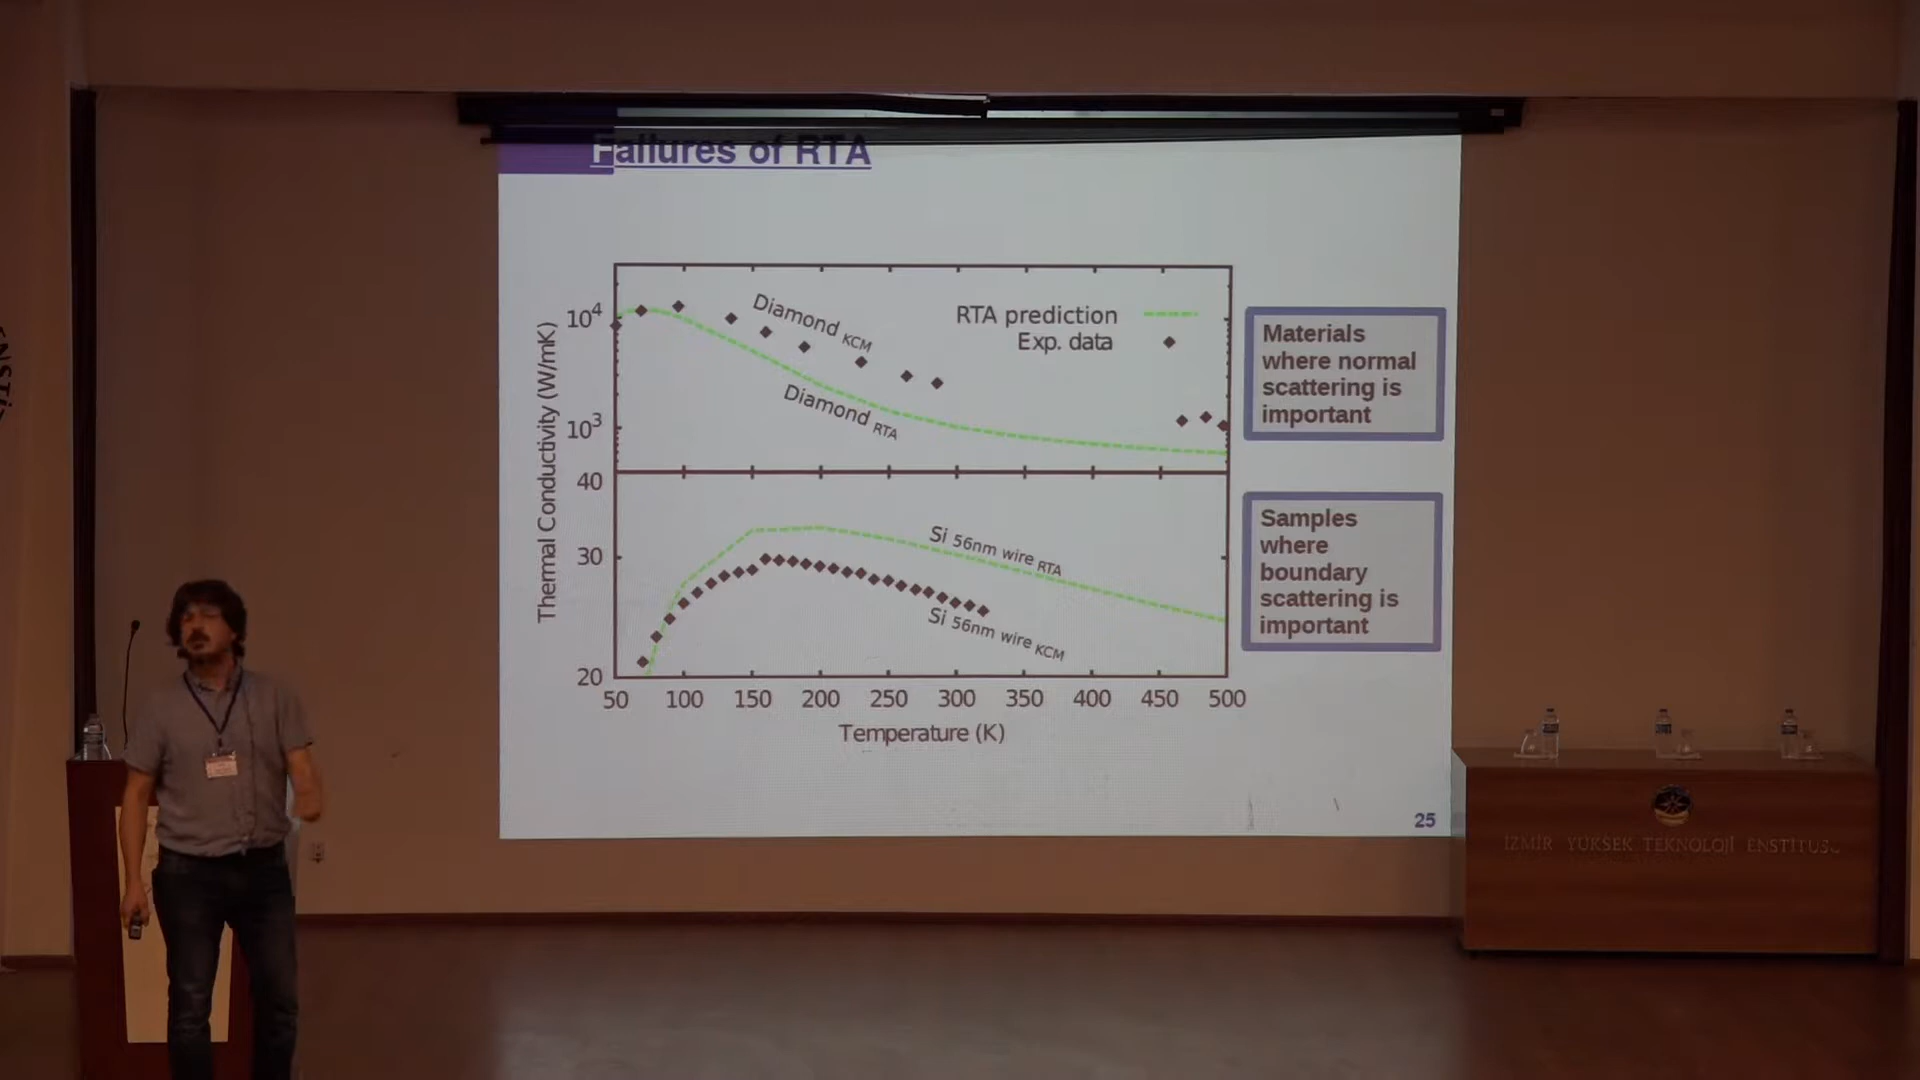 Failures of RTA
10⁴
10³
40
30
20
Thermal Conductivity (W/mK)
Diamond KCM
Diamond RTA
RTA prediction
Exp. data
Si 56nm wire RTA
Si 56nm wire KCM
50 100 150 200 250 300 350 400 450 500
Temperature (K)
Materials
where normal
scattering is
important
Samples
where
boundary
scattering is
important
25
İZMİR YÜKSEK TEKNOLOJİ